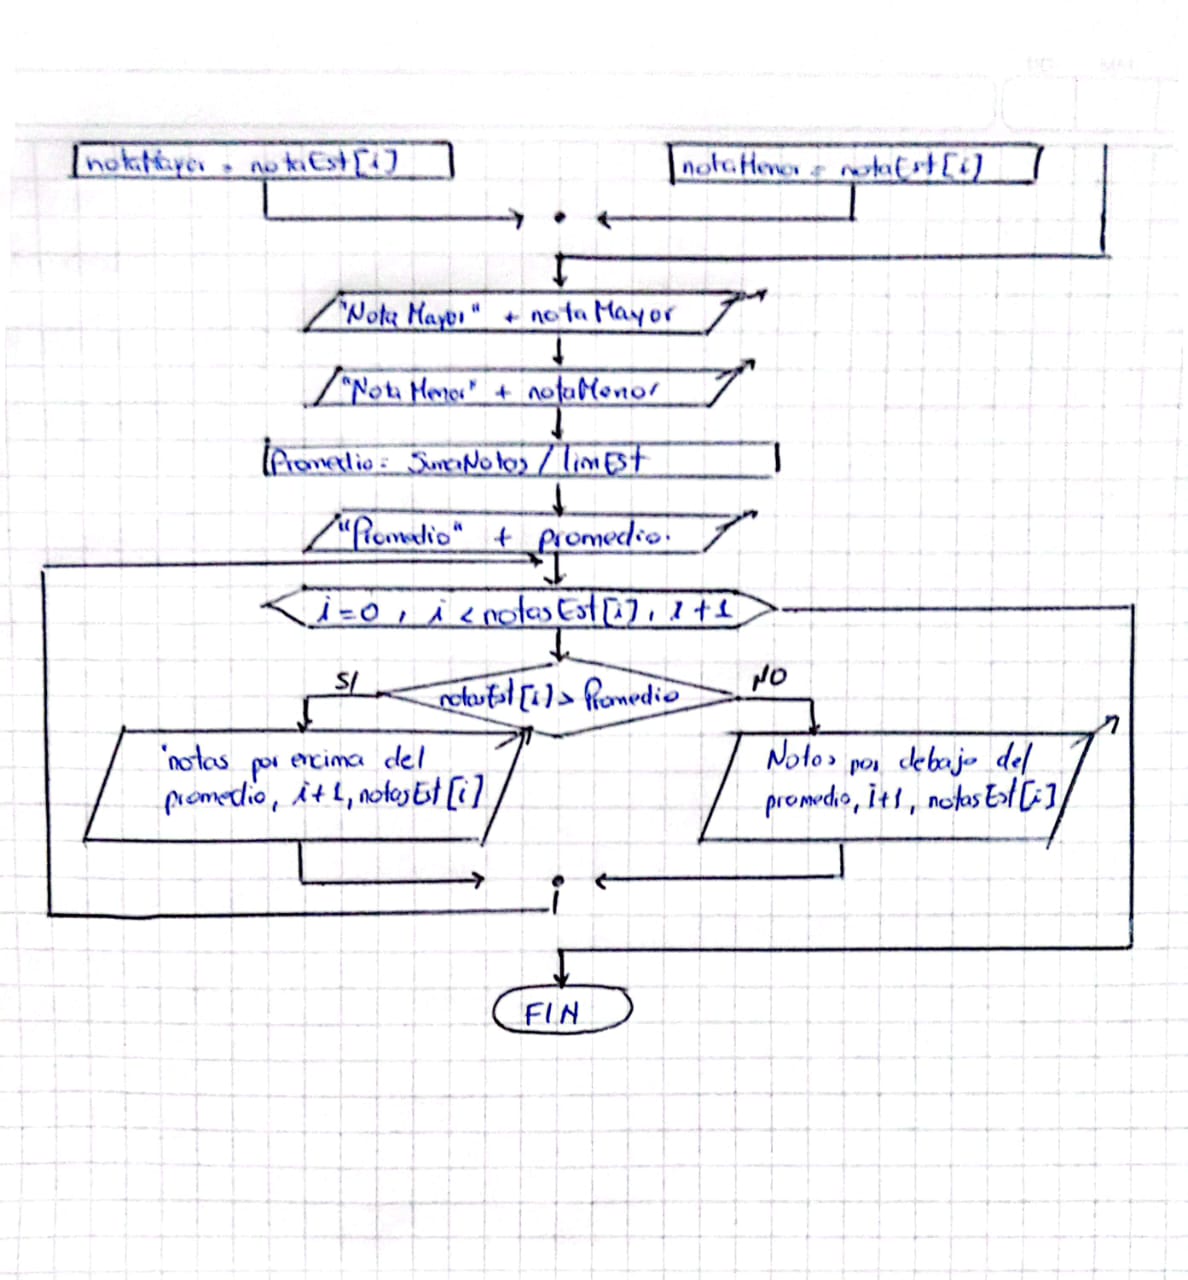 notaMayor = notaEst[i]
notaMenor = notaEst[i]
"Nota Mayor" + notaMayor
"Nota Menor" + notaMenor
Promedio = SumaNotas / limEst
"Promedio" + promedio.
i=0, i < notasEst[i], i+1
notasEst[i] > Promedio
SI
NO
"notas por encima del
promedio, i+1, notasEst[i]
Notas por debajo del
promedio, i+1, notasEst[i]
FIN